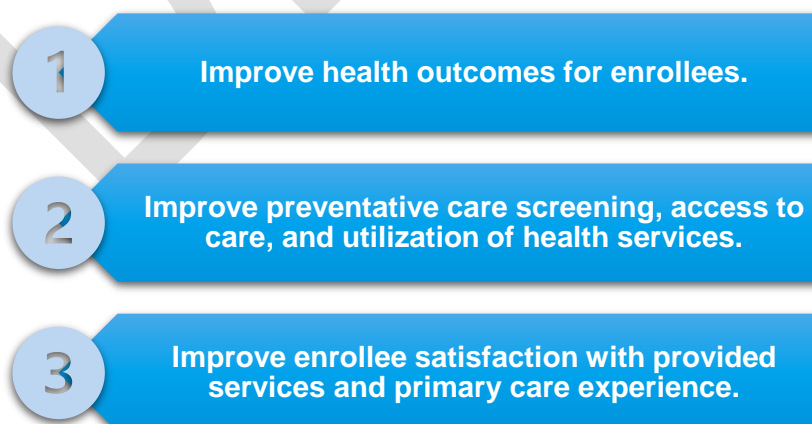 1
Improve health outcomes for enrollees.
2
Improve preventative care screening, access to
care, and utilization of health services.
3
Improve enrollee satisfaction with provided
services and primary care experience.